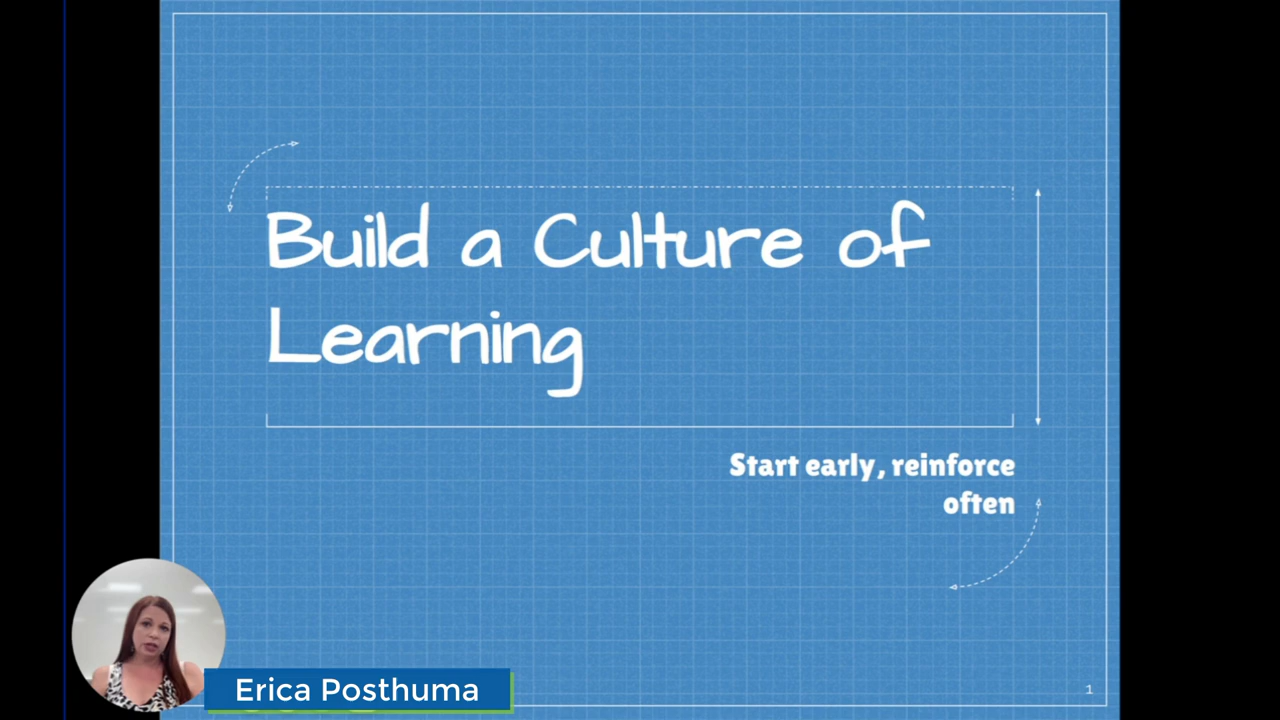 Build a Culture of
Learning
Start early, reinforce
often
Erica Posthuma
1